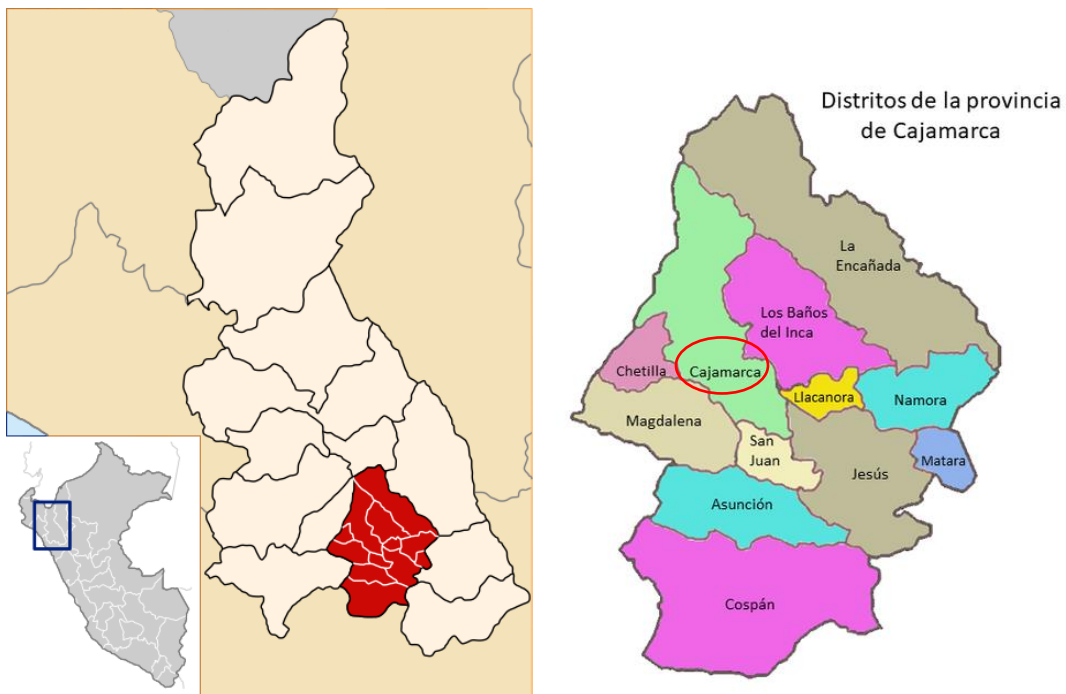 Distritos de la provincia
de Cajamarca
La
Encañada
Los Baños
del Inca
Chetilla
Cajamarca
Llacanora
Namora
Magdalena
San
Juan
Jesús
Matara
Asunción
Cospán